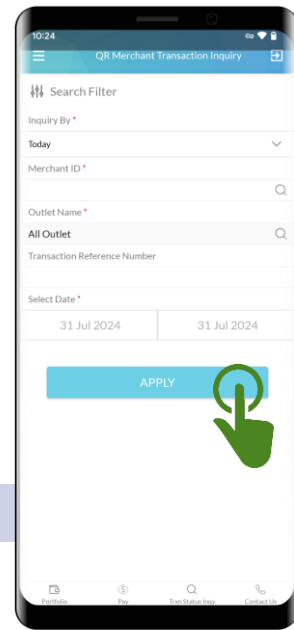 10:24
QR Merchant Transaction Inquiry
Search Filter
Inquiry By *
Today
Merchant ID *
Outlet Name *
All Outlet
Transaction Reference Number
Select Date *
31 Jul 2024 31 Jul 2024
APPLY
Portfolio Pay Trxn Status Inqy Contact Us